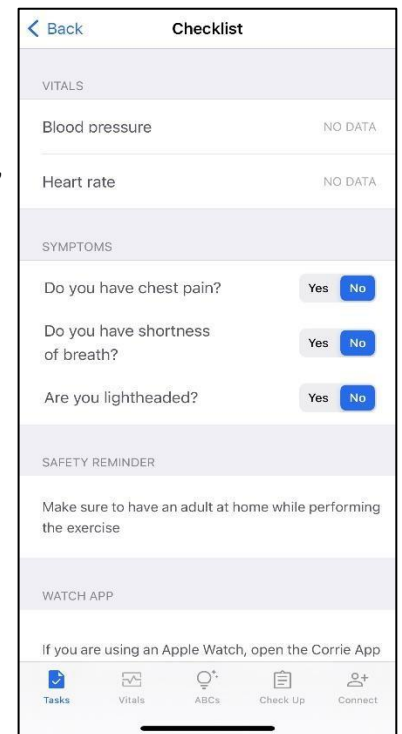 Back
Checklist
VITALS
Blood pressure
NO DATA
Heart rate
NO DATA
SYMPTOMS
Do you have chest pain?
Yes
No
Do you have shortness
of breath?
Yes
No
Are you lightheaded?
Yes
No
SAFETY REMINDER
Make sure to have an adult at home while performing
the exercise
WATCH APP
If you are using an Apple Watch, open the Corrie App
Tasks
Vitals
ABCs
Check Up
Connect